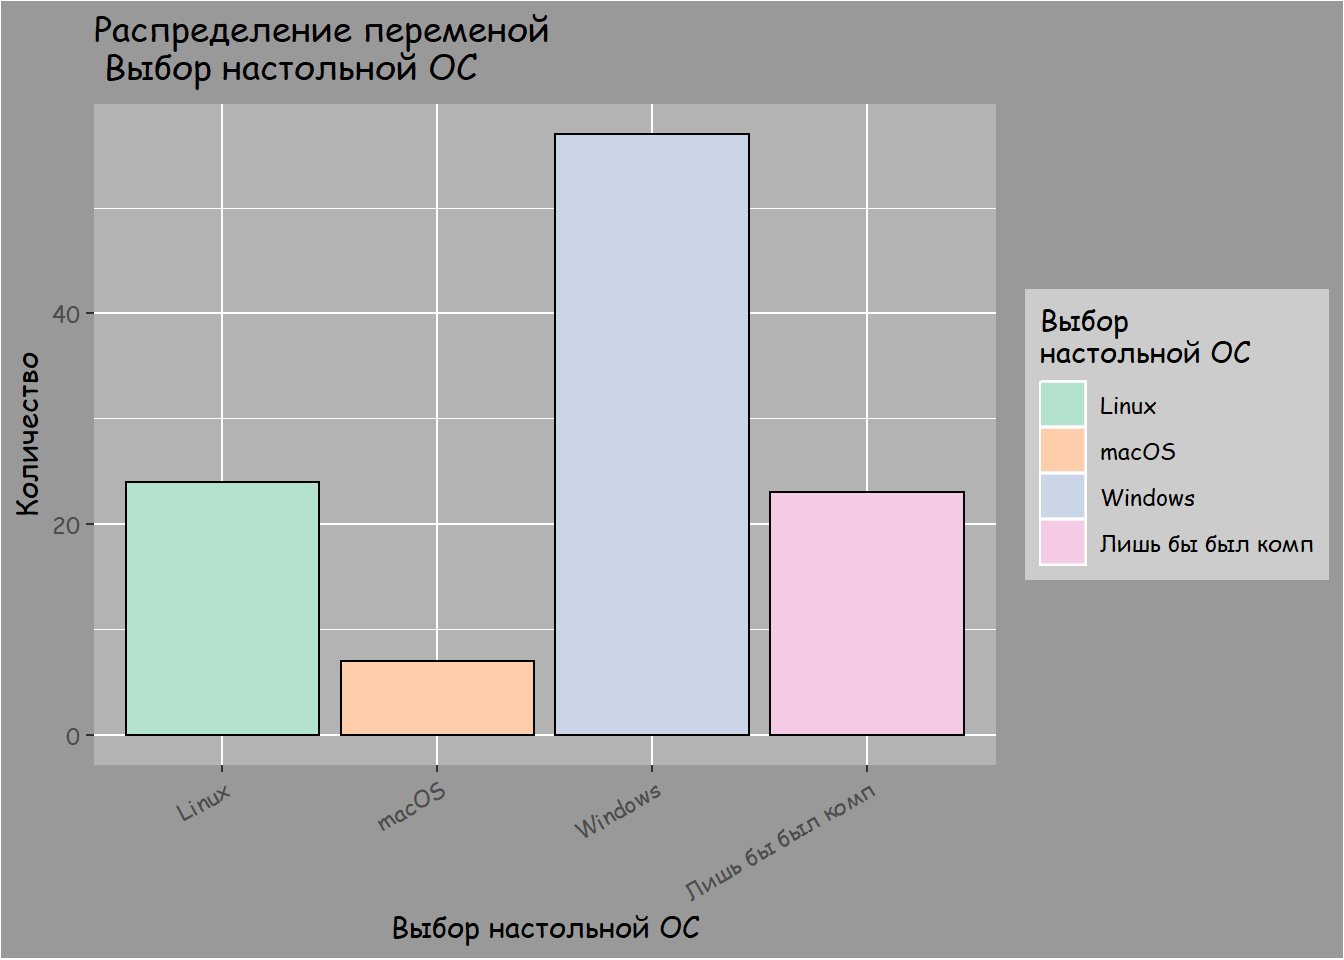 Распределение переменой
Выбор настольной ОС
Количество
40
20
0
Linux
macOS
Windows
Лишь бы был комп
Выбор настольной ОС
Выбор
настольной ОС
Linux
macOS
Windows
Лишь бы был комп